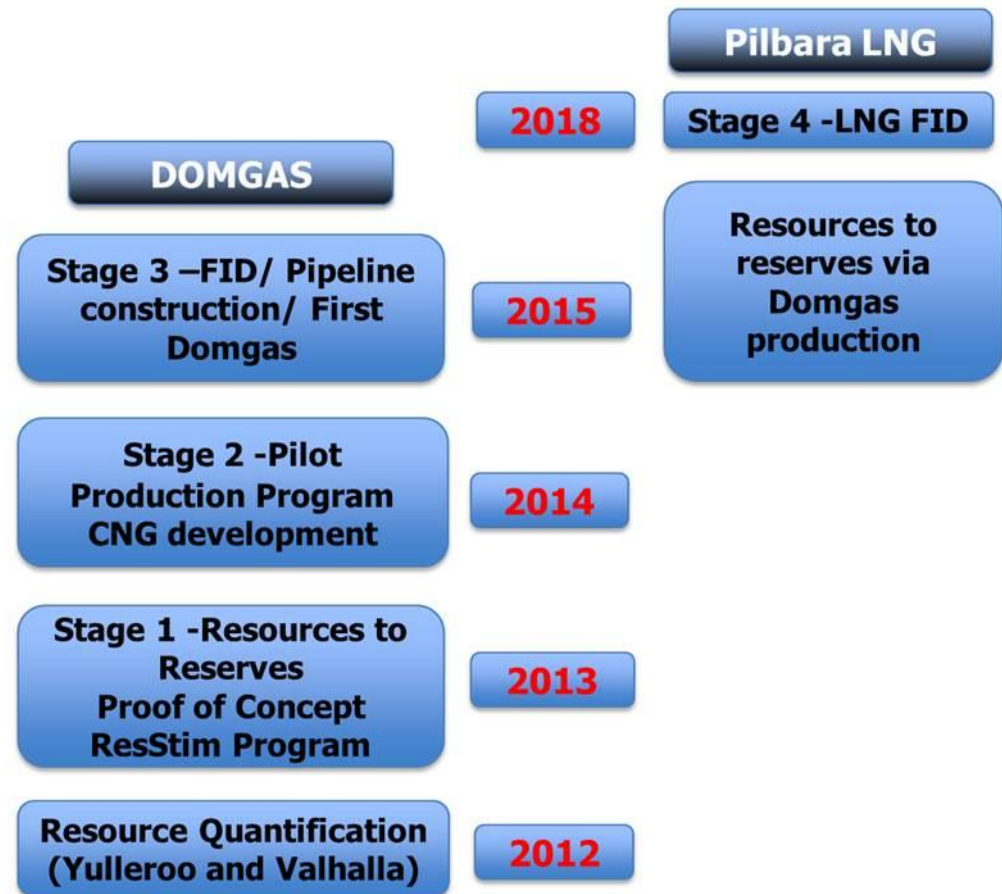 Pilbara LNG
2018
Stage 4 -LNG FID
DOMGAS
Stage 3 –FID/ Pipeline
construction/ First
Domgas
2015
Resources to
reserves via
Domgas
production
Stage 2 -Pilot
Production Program
CNG development
2014
Stage 1 -Resources to
Reserves
Proof of Concept
ResStim Program
2013
Resource Quantification
(Yulleroo and Valhalla)
2012